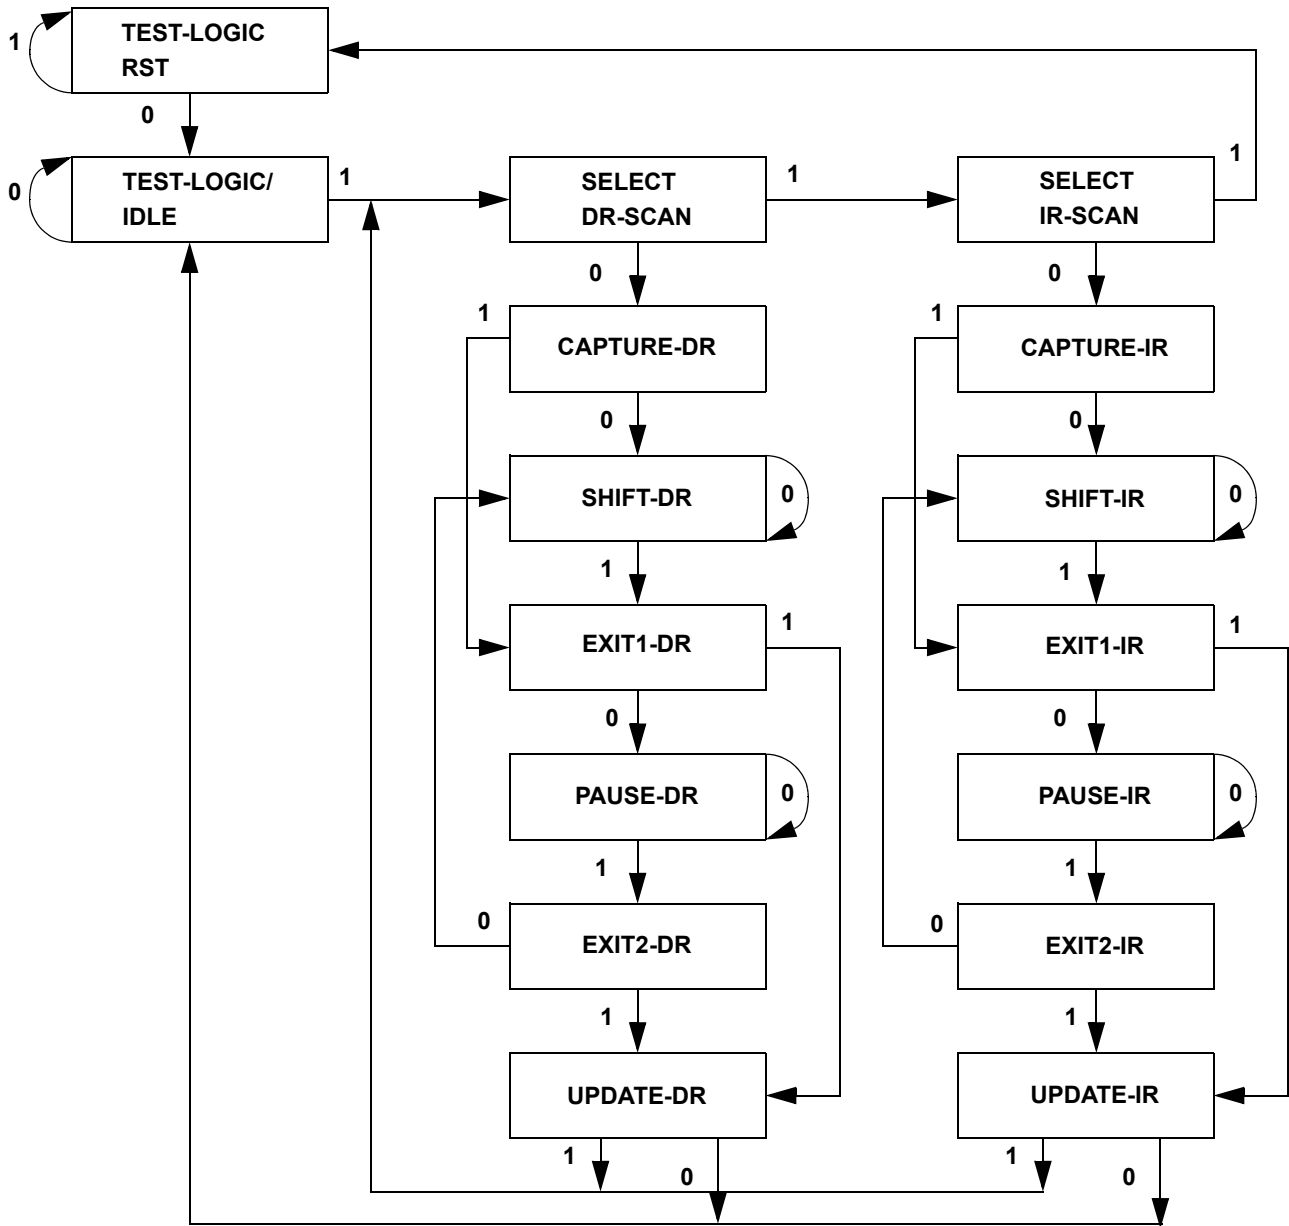 1
TEST-LOGIC
RST
0
0
TEST-LOGIC/
IDLE
1
SELECT
DR-SCAN
1
SELECT
IR-SCAN
1
0
0
1
CAPTURE-DR
1
CAPTURE-IR
0
0
SHIFT-DR
0
SHIFT-IR
0
1
1
EXIT1-DR
1
EXIT1-IR
1
0
0
PAUSE-DR
0
PAUSE-IR
0
1
1
0
EXIT2-DR
0
EXIT2-IR
1
1
UPDATE-DR
UPDATE-IR
1
0
1
0